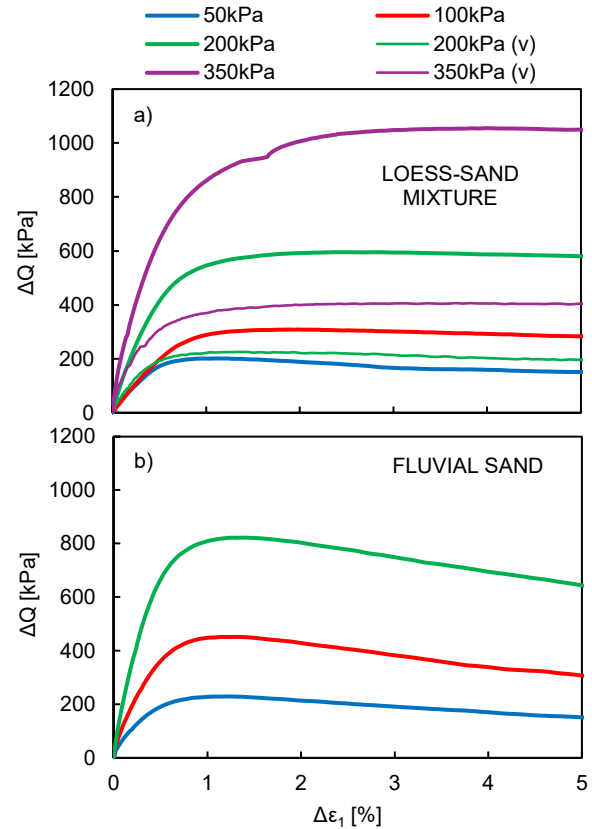 50kPa 100kPa
200kPa 200kPa (v)
350kPa 350kPa (v)
1200
a)
1000
LOESS-SAND
MIXTURE
800
ΔQ [kPa]
600
400
200
0
1200
b) FLUVIAL SAND
1000
800
ΔQ [kPa]
600
400
200
0
0 1 2 3 4 5
Δε₁ [%]